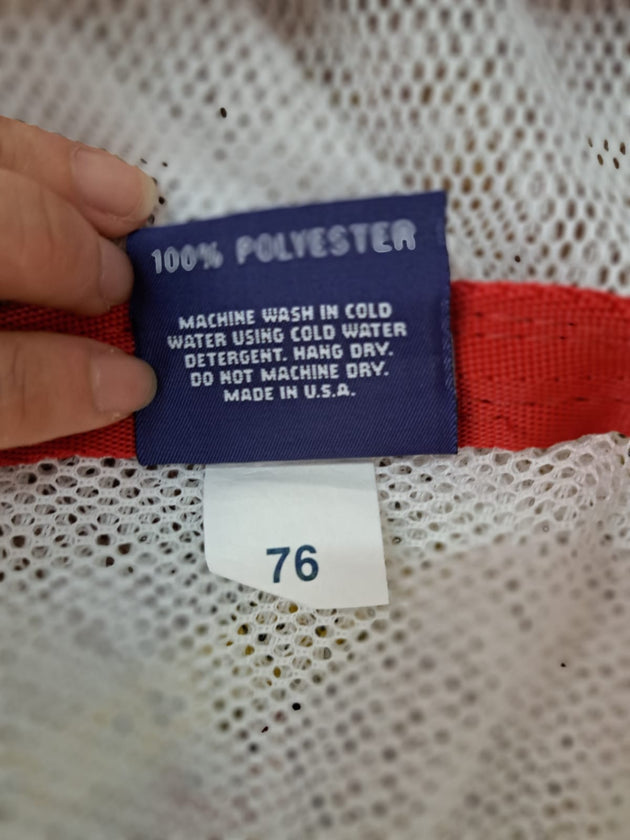 100% POLYESTER
MACHINE WASH IN COLD
WATER USING COLD WATER
DETERGENT. HANG DRY.
DO NOT MACHINE DRY.
MADE IN U.S.A.
76